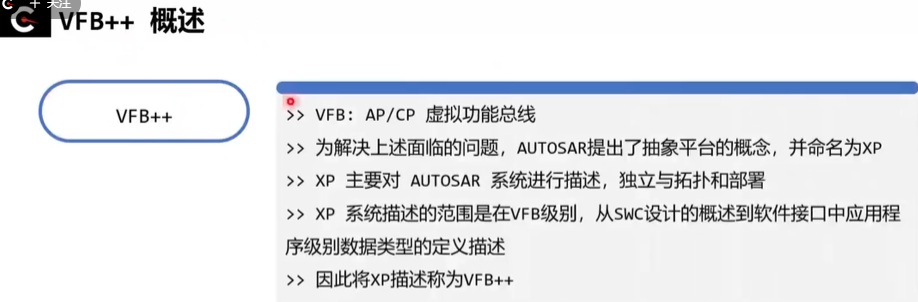 + 关注
VFB++ 概述
VFB++
>> VFB: AP/CP 虚拟功能总线
>> 为解决上述面临的问题，AUTOSAR提出了抽象平台的概念，并命名为XP
>> XP 主要对 AUTOSAR 系统进行描述，独立与拓扑和部署
>> XP 系统描述的范围是在VFB级别，从SWC设计的概述到软件接口中应用程
序级别数据类型的定义描述
>> 因此将XP描述称为VFB++